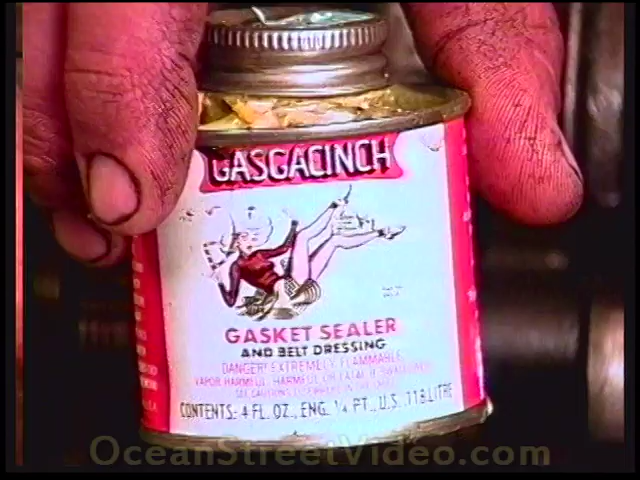 GASGACINCH
GASKET SEALER
AND BELT DRESSING
DANGER! EXTREMELY FLAMMABLE
VAPOR HARMFUL. HARMFUL OR FATAL IF SWALLOWED
CONTENTS: 4 FL. OZ., ENG. ¼ PT., U.S. .118 LITRE
OceanStreetVideo.com